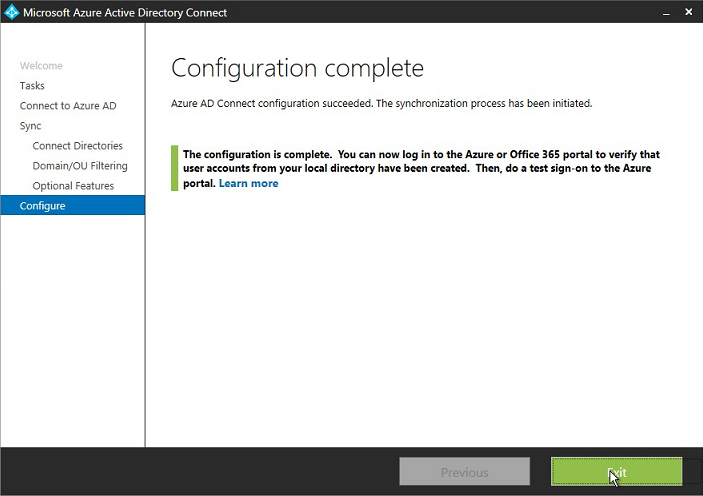 Microsoft Azure Active Directory Connect
Welcome
Tasks
Connect to Azure AD
Sync
Connect Directories
Domain/OU Filtering
Optional Features
Configure
Configuration complete
Azure AD Connect configuration succeeded. The synchronization process has been initiated.
The configuration is complete. You can now log in to the Azure or Office 365 portal to verify that
user accounts from your local directory have been created. Then, do a test sign-on to the Azure
portal. Learn more
Previous
Exit